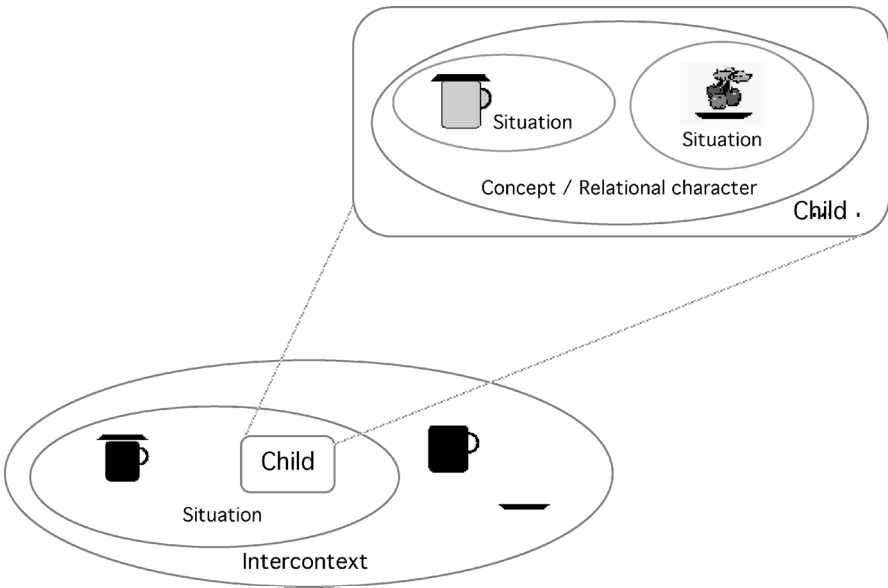 Situation
Situation
Concept / Relational character
Child
Child
Situation
Intercontext